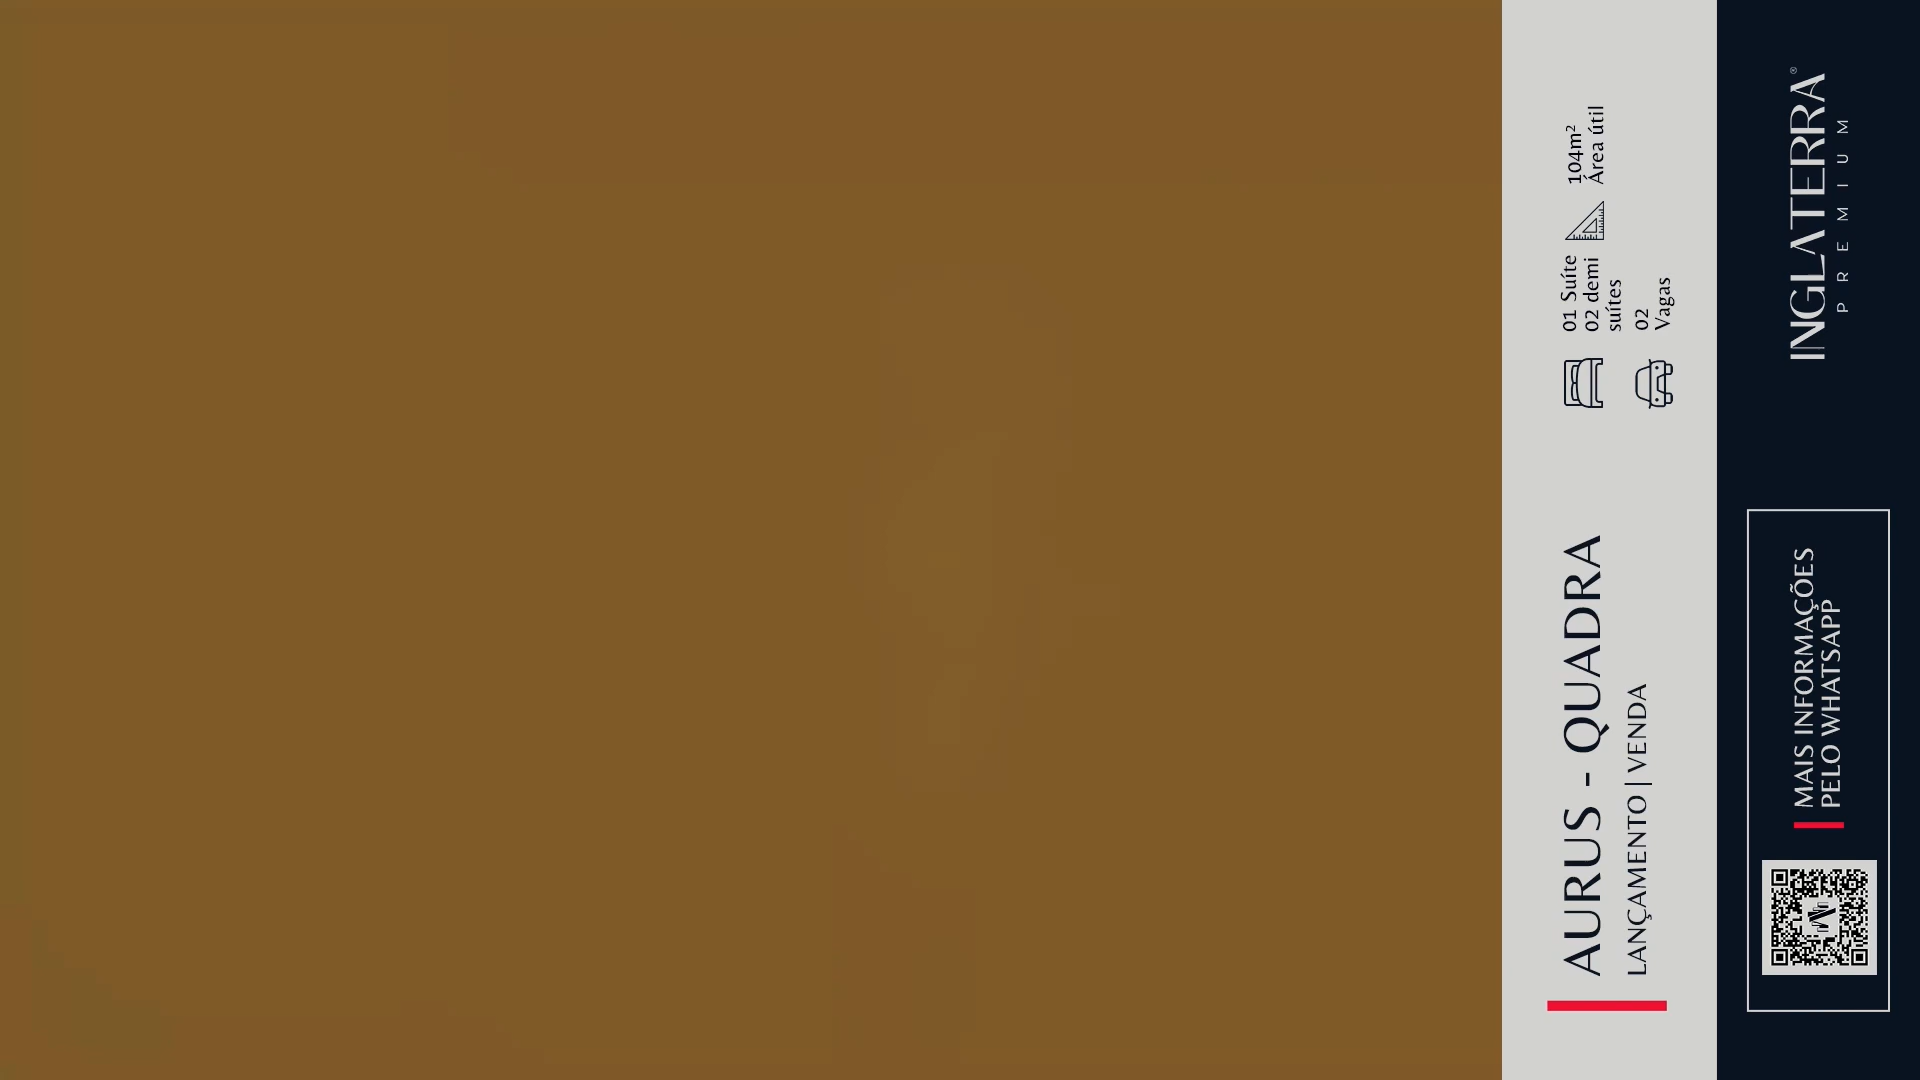 AURUS - QUADRA
LANÇAMENTO | VENDA
01 Suíte
02 demi
suítes
104m²
Área útil
02
Vagas
MAIS INFORMAÇÕES
PELO WHATSAPP
INGLATERRA®
PREMIUM